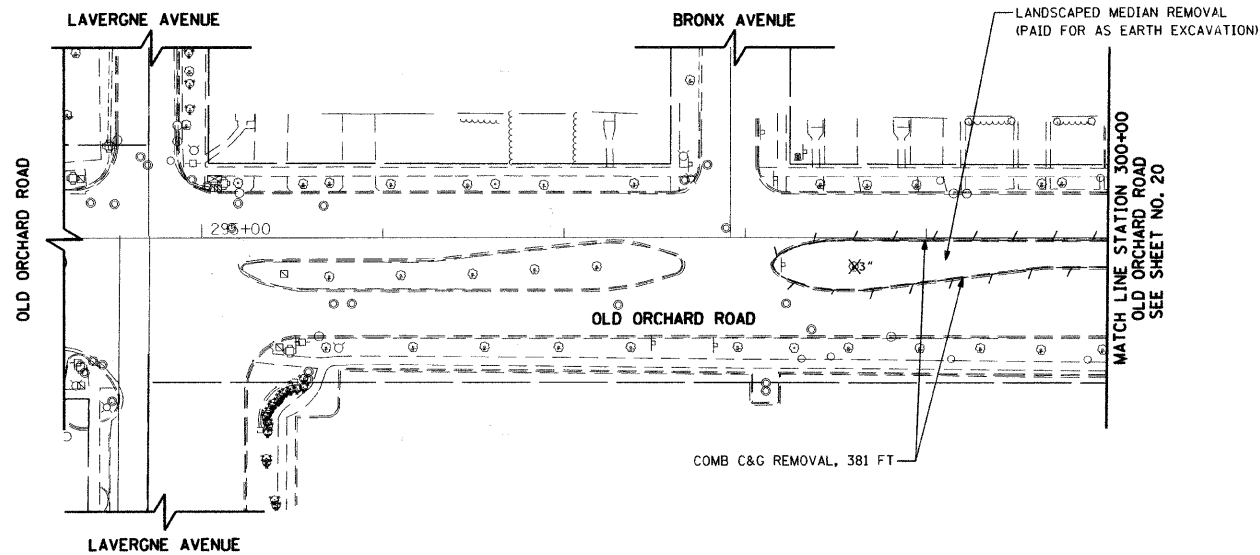 LAVERGNE AVENUE
BRONX AVENUE
LANDSCAPED MEDIAN REMOVAL
(PAID FOR AS EARTH EXCAVATION)
OLD ORCHARD ROAD
295+00
3"
MATCH LINE STATION 300+00
OLD ORCHARD ROAD
SEE SHEET NO. 20
OLD ORCHARD ROAD
COMB C&G REMOVAL, 381 FT
LAVERGNE AVENUE